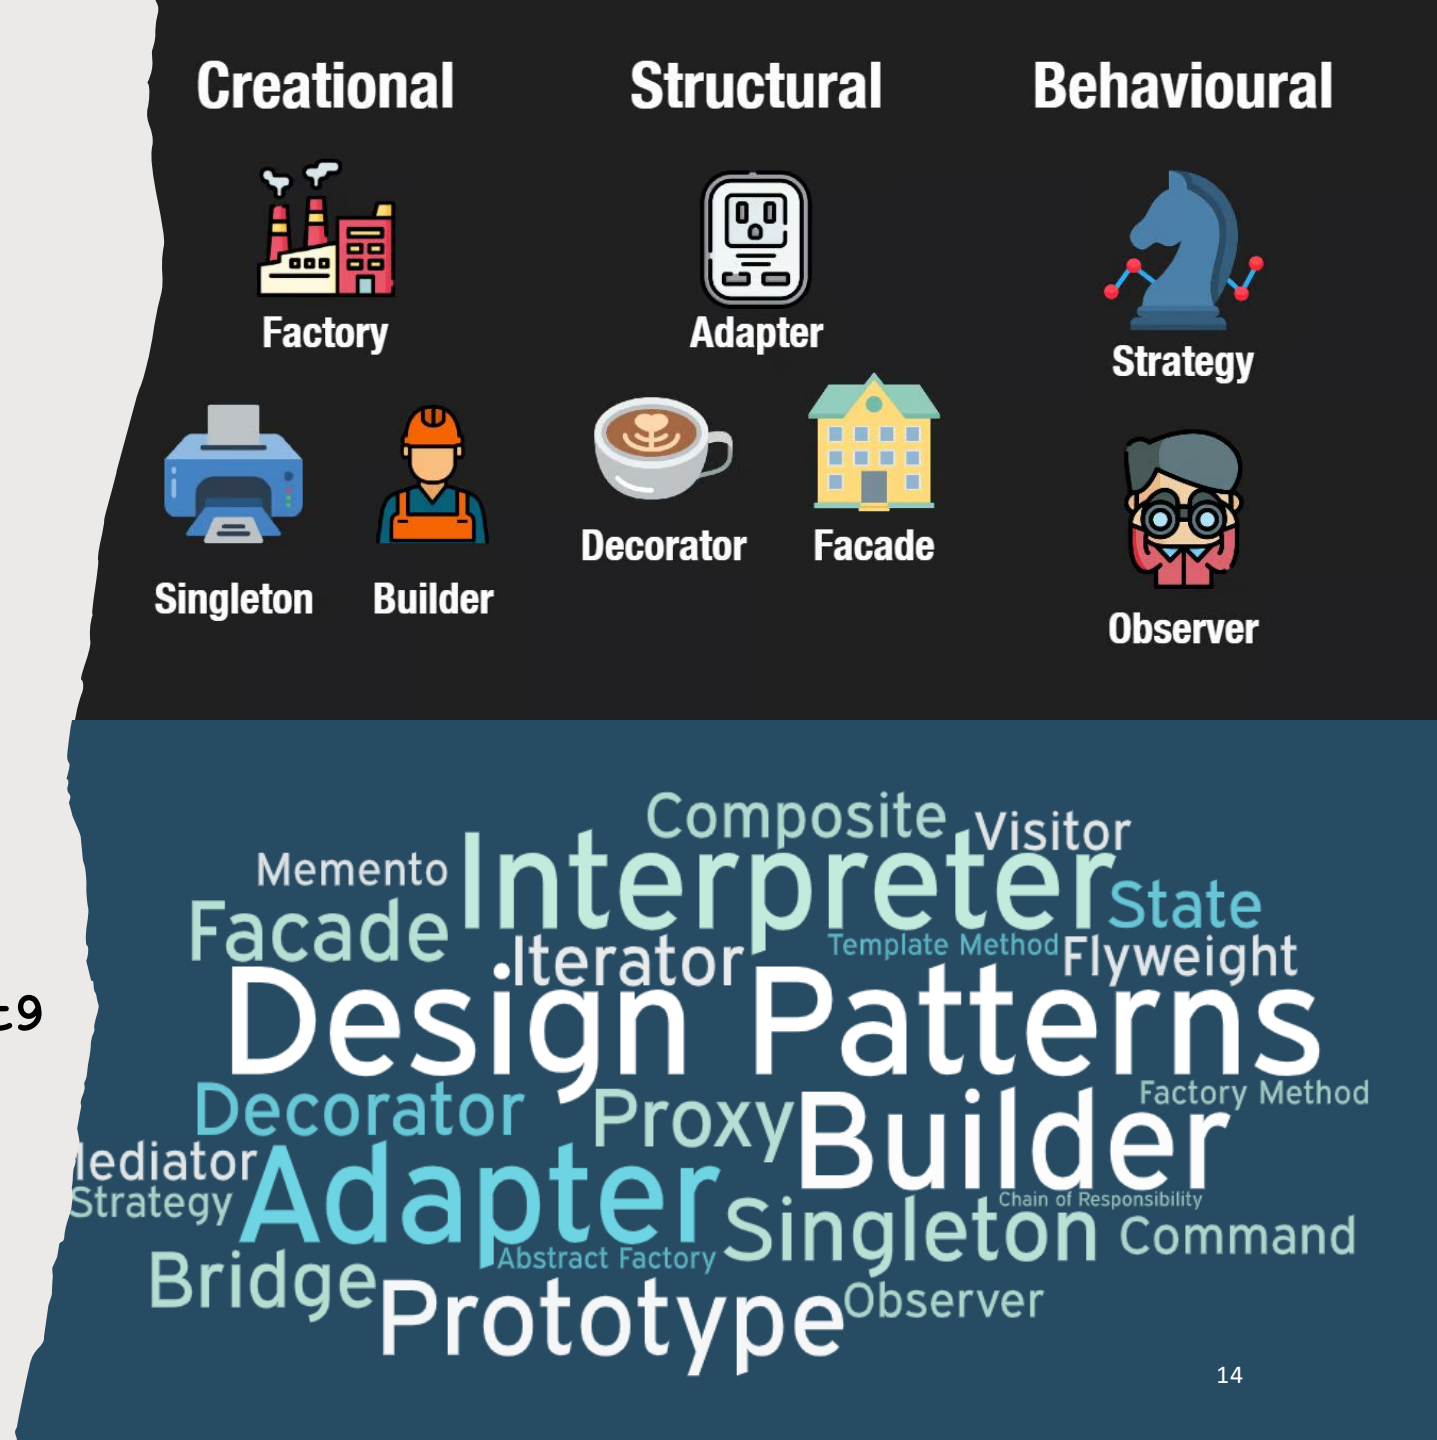 Creational
Structural
Behavioural
Factory
Adapter
Strategy
Decorator
Facade
Singleton
Builder
Observer
Composite
Visitor
Memento
Interpreter
State
Facade
Iterator
Template Method
Flyweight
Design Patterns
Decorator
Proxy
Builder
Factory Method
Adapter
Strategy
Chain of Responsibility
Singleton
Command
Abstract Factory
Bridge
Prototype
Observer
14